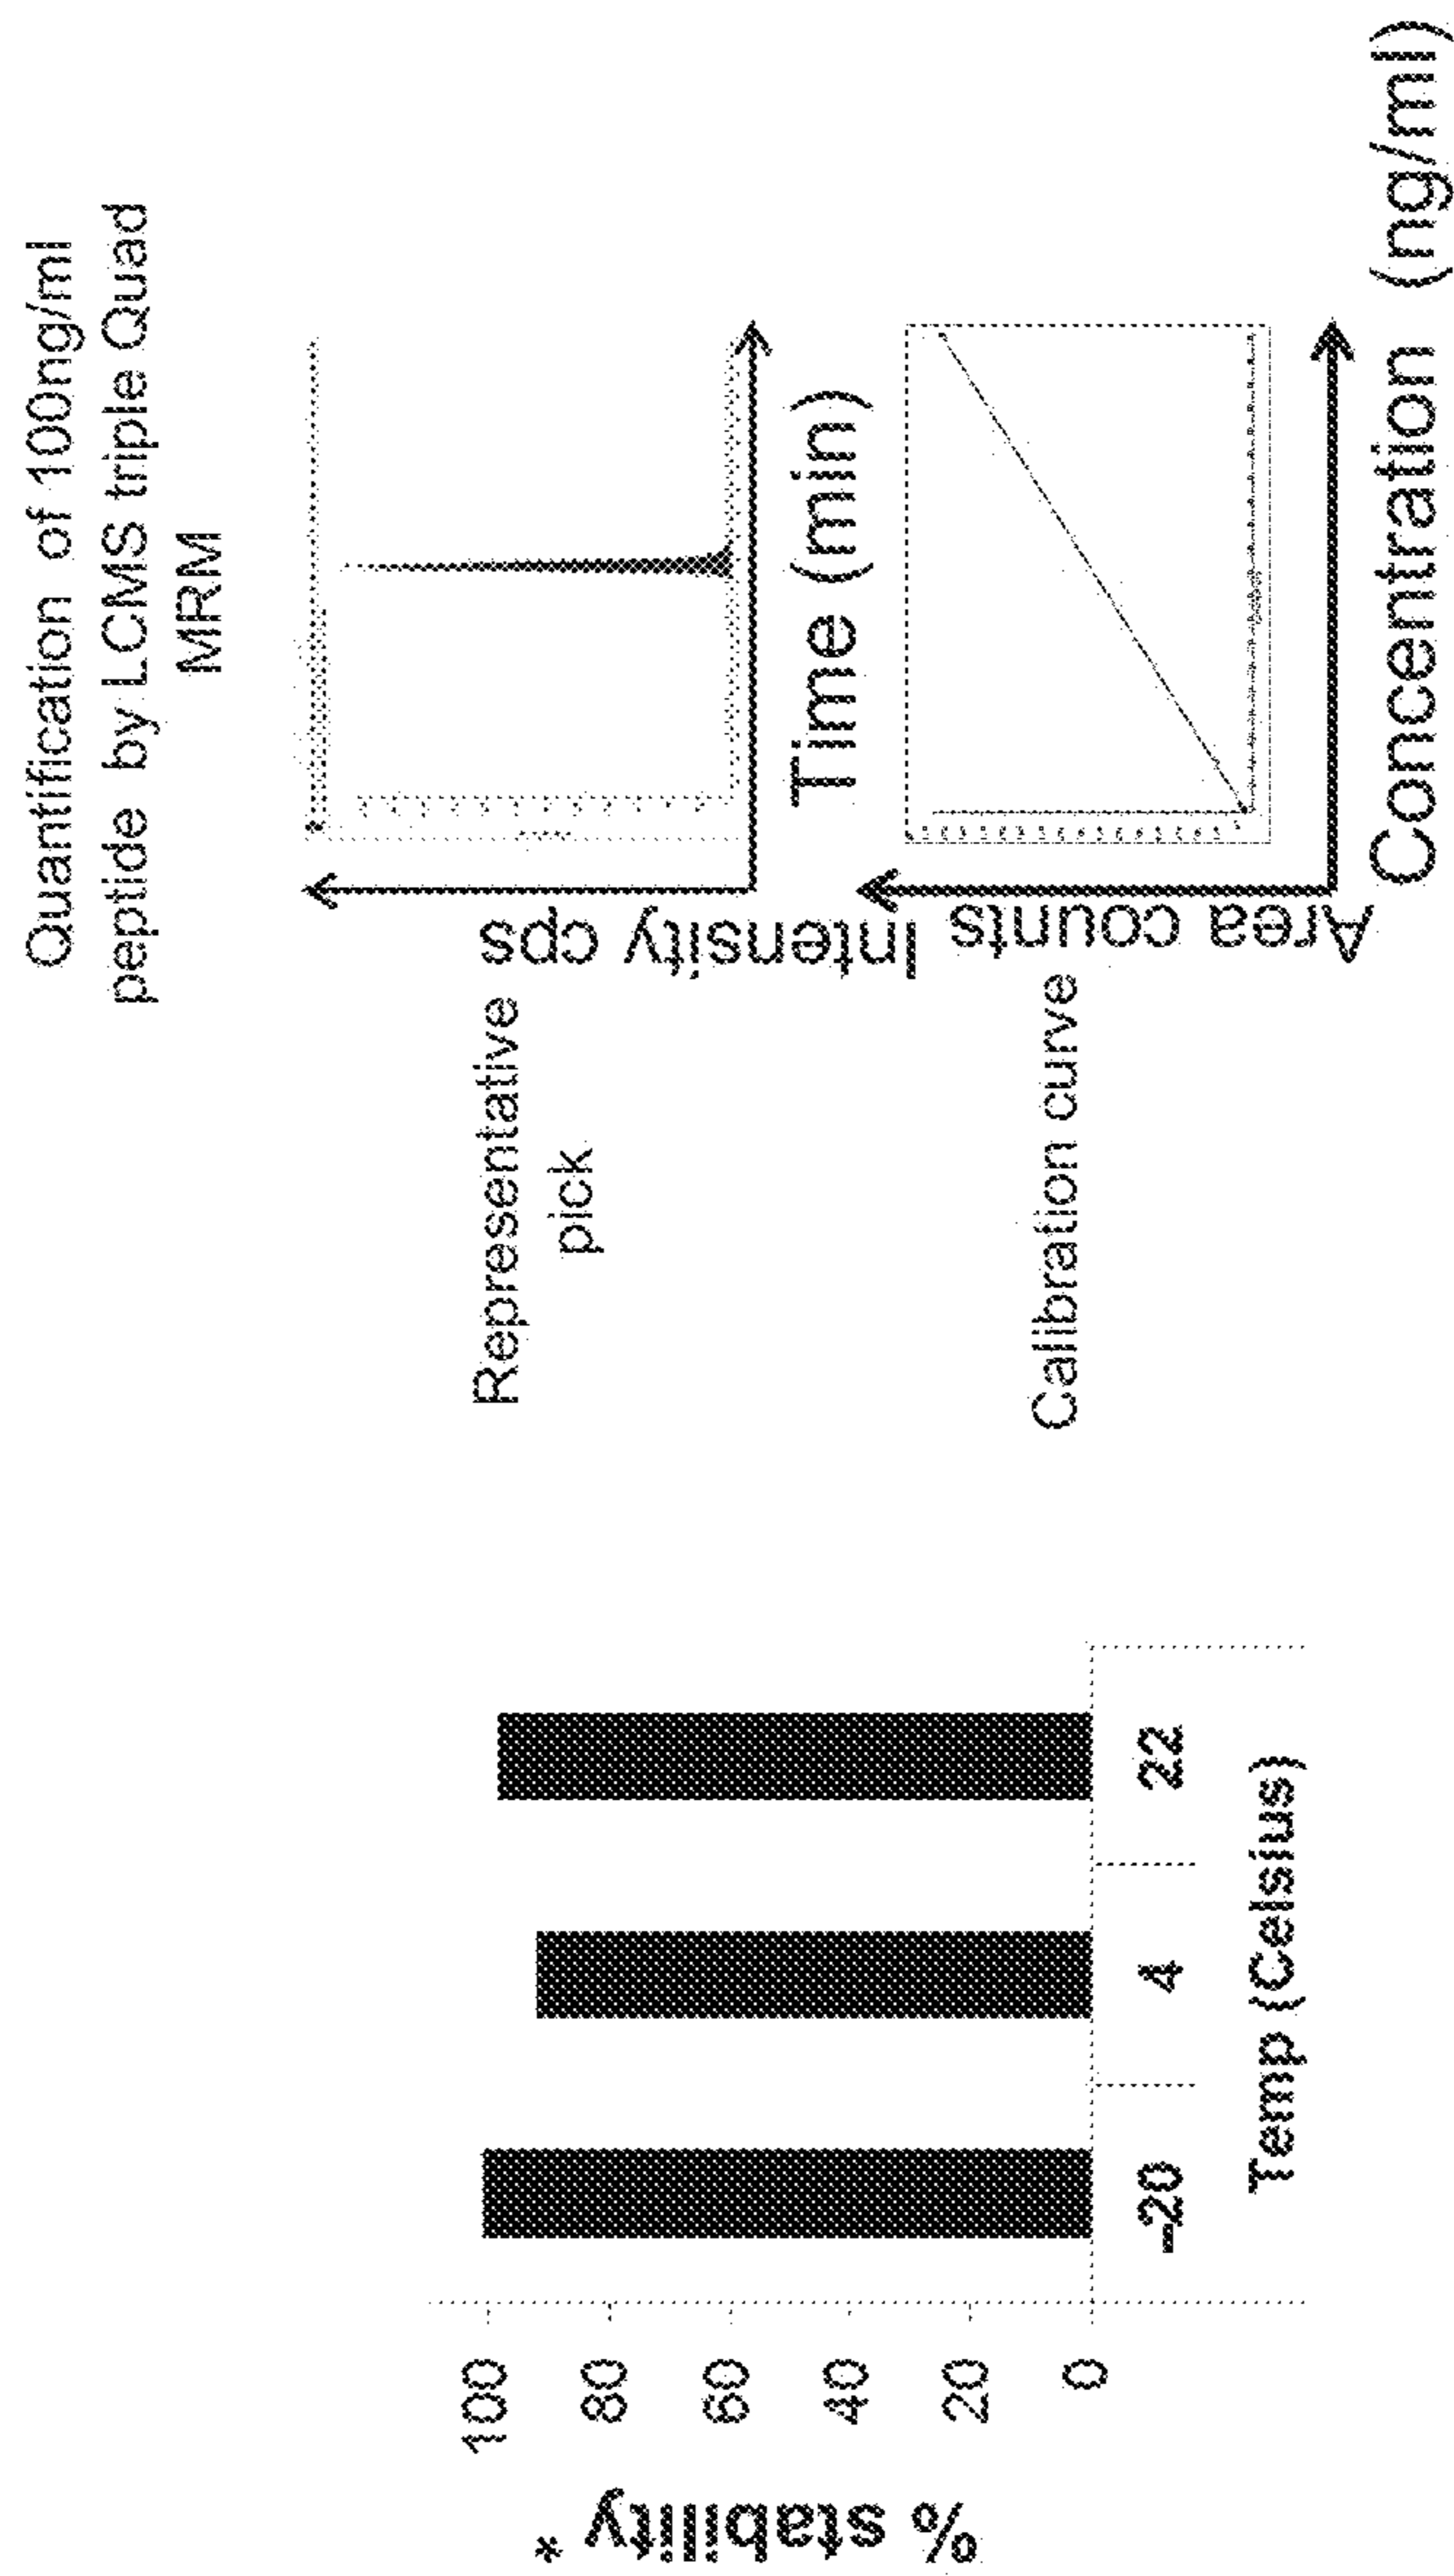 % stability *
100
80
60
40
20
0
-20
4
22
Temp (Celsius)
Quantification of 100ng/ml
peptide by LCMS triple Quad
MRM
Representative
pick
Intensity cps
Time (min)
Calibration curve
Area counts
Concentration (ng/ml)